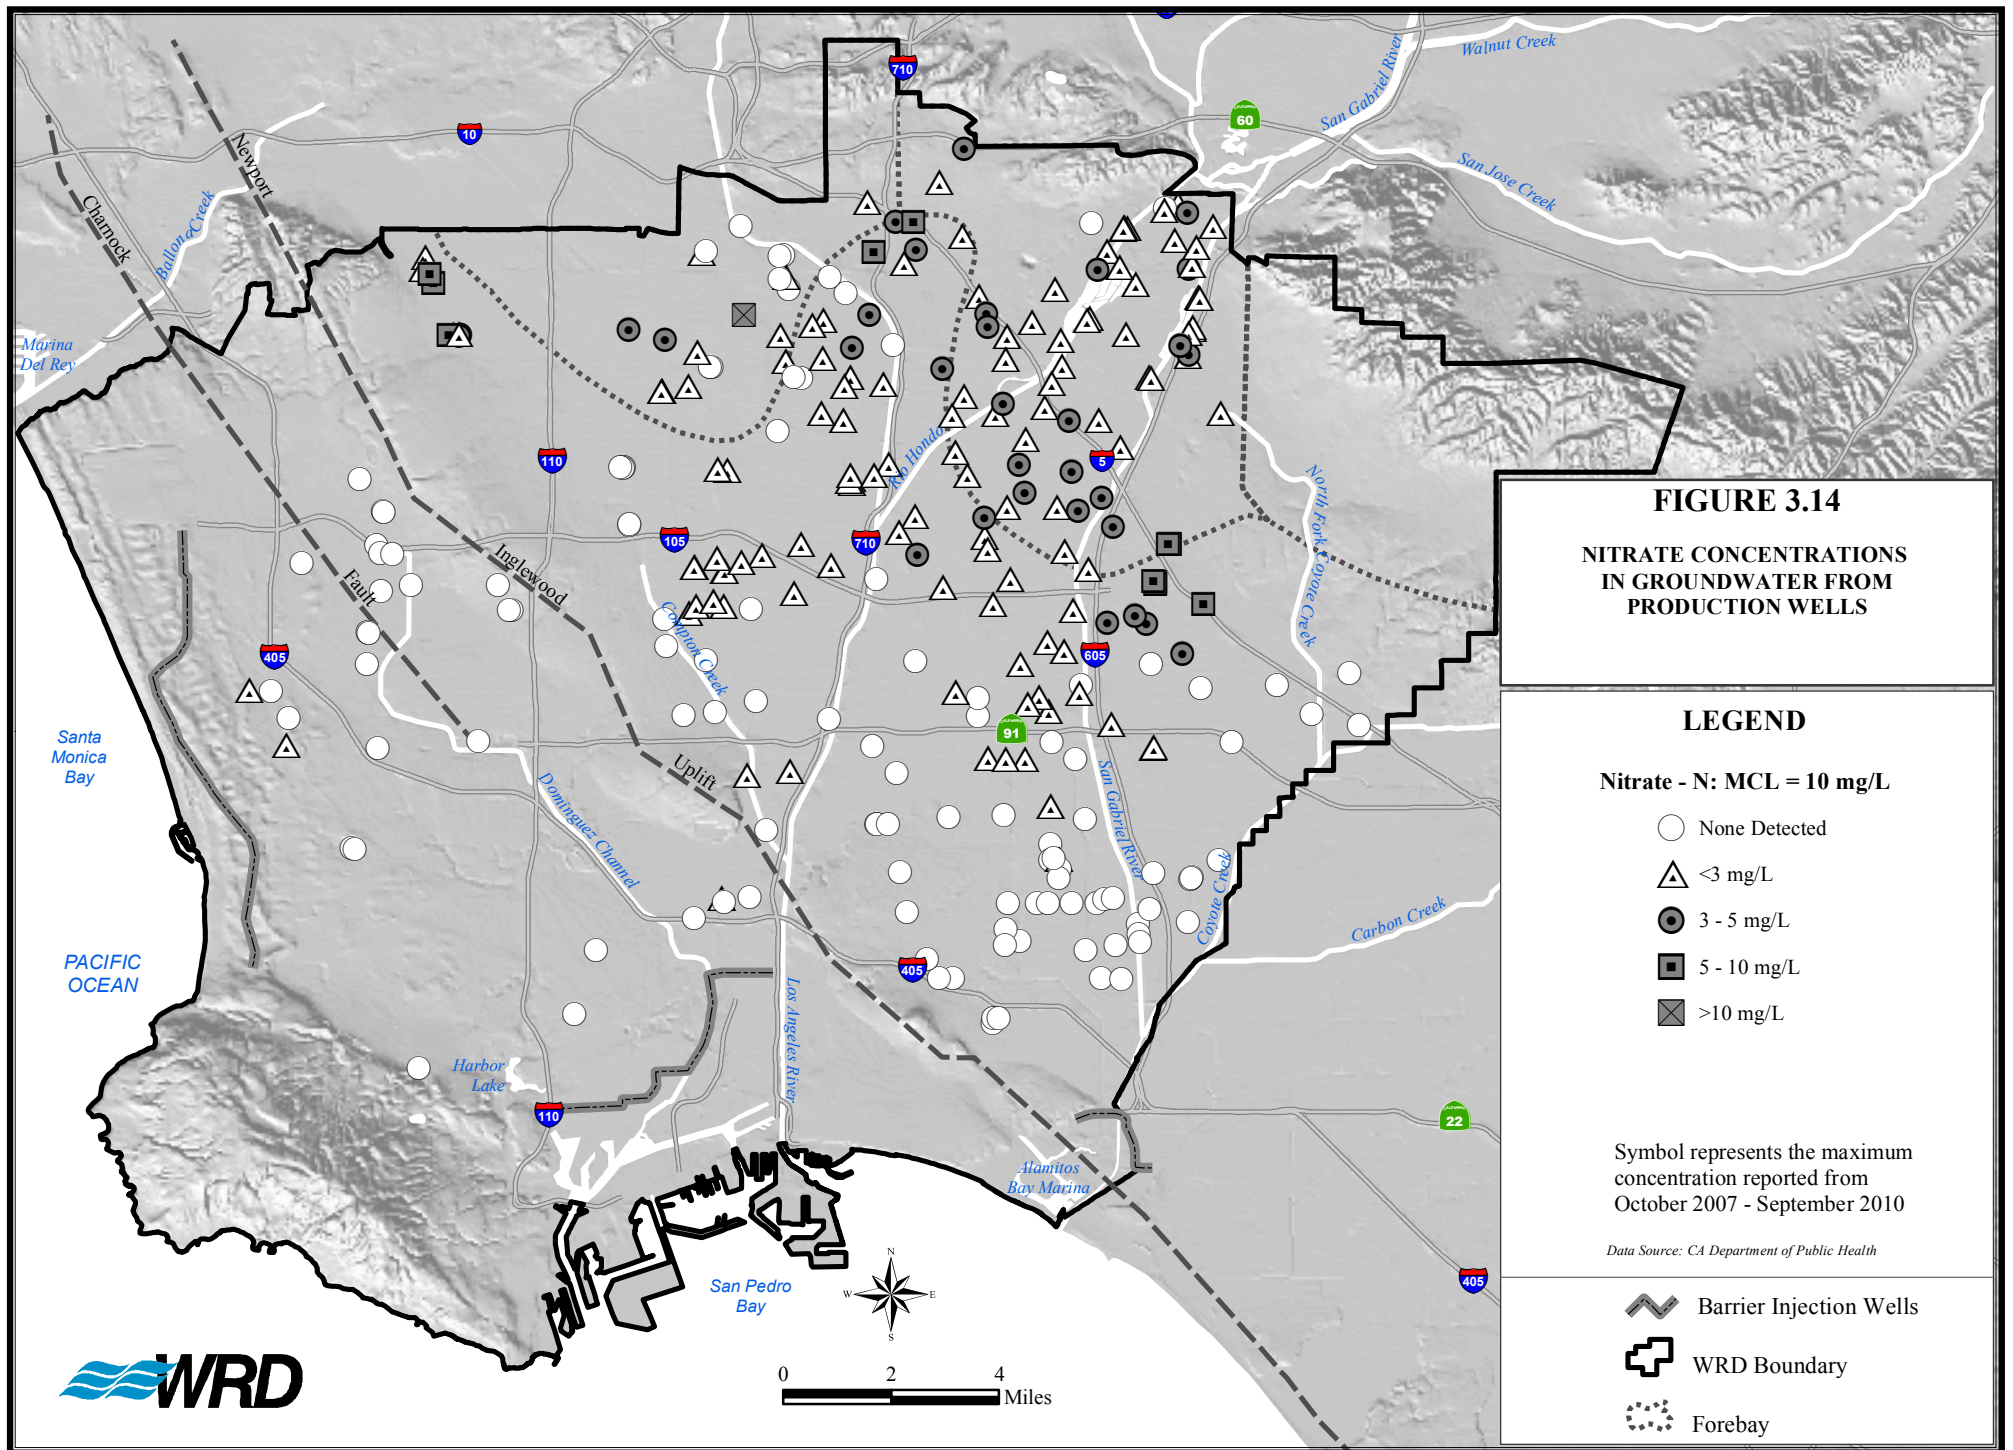 FIGURE 3.14
NITRATE CONCENTRATIONS
IN GROUNDWATER FROM
PRODUCTION WELLS
LEGEND
Nitrate - N: MCL = 10 mg/L
None Detected
<3 mg/L
3 - 5 mg/L
5 - 10 mg/L
>10 mg/L
Symbol represents the maximum
concentration reported from
October 2007 - September 2010
Data Source: CA Department of Public Health
Barrier Injection Wells
WRD Boundary
Forebay
710
Walnut Creek
San Gabriel River
CALIFORNIA
60
10
Newport
San Jose Creek
Charnock
Ballona Creek
Marina
Del Rey
110
Rio Hondo
5
North Fork Coyote Creek
105
710
Inglewood
Fault
Compton Creek
405
605
Santa
Monica
Bay
CALIFORNIA
91
Uplift
San Gabriel River
Dominguez Channel
Coyote Creek
Carbon Creek
PACIFIC
OCEAN
405
Los Angeles River
Harbor
Lake
110
CALIFORNIA
22
Alamitos
Bay Marina
San Pedro
Bay
N
W
E
S
405
0
2
4
Miles
WRD